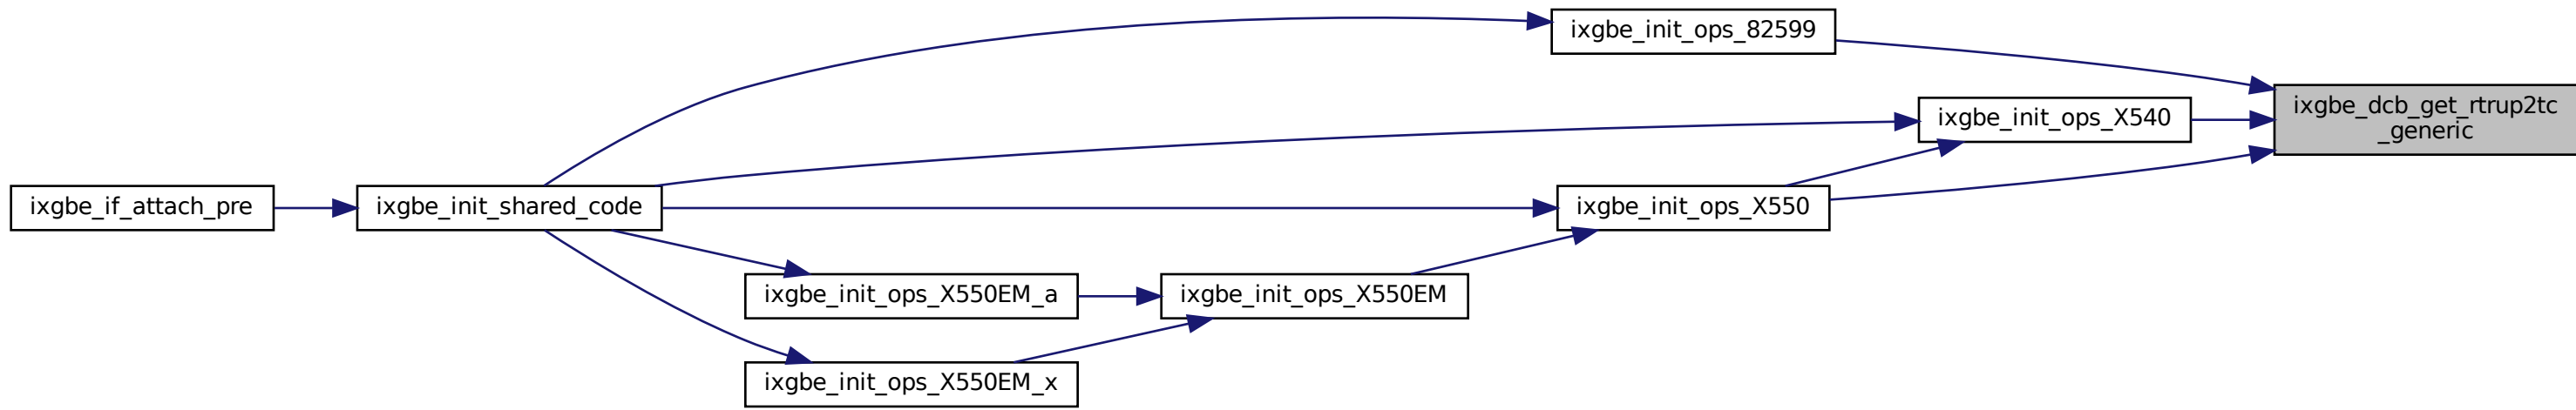 ixgbe_if_attach_pre
ixgbe_init_shared_code
ixgbe_init_ops_82599
ixgbe_init_ops_X540
ixgbe_init_ops_X550
ixgbe_init_ops_X550EM_a
ixgbe_init_ops_X550EM
ixgbe_init_ops_X550EM_x
ixgbe_dcb_get_rtrup2tc
_generic